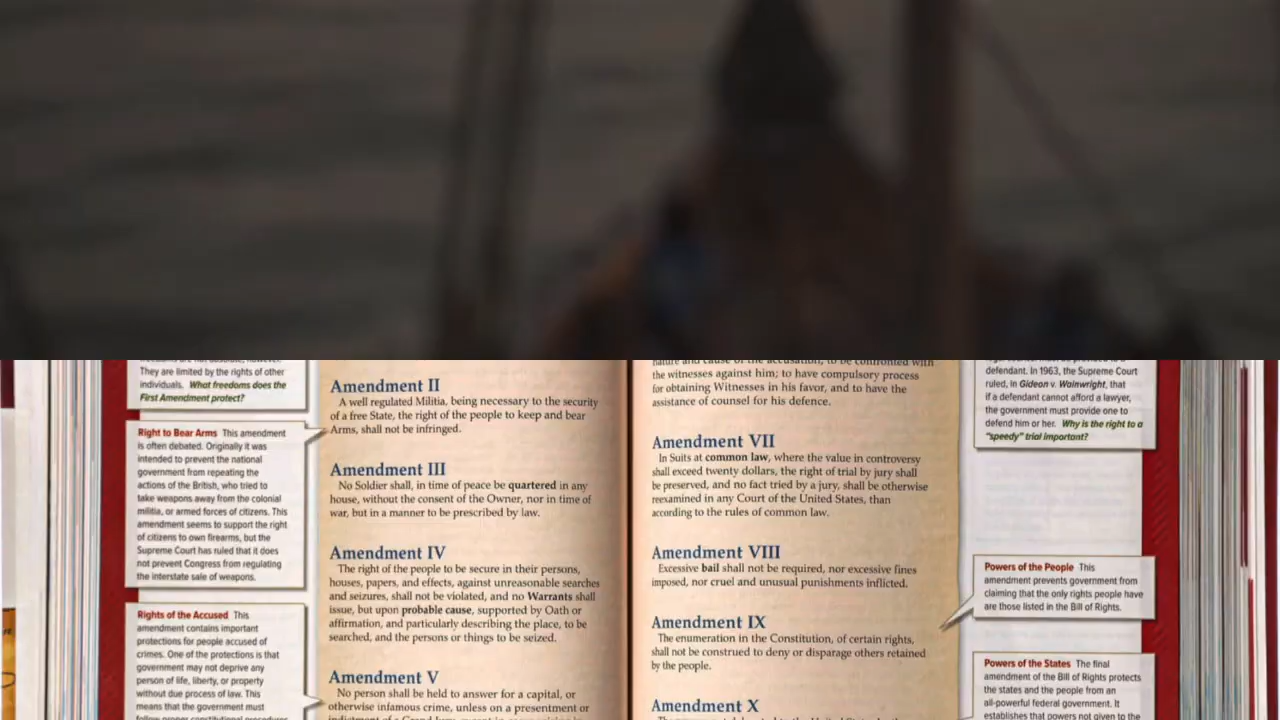 They are limited by the rights of other
individuals. What freedoms does the
First Amendment protect?
Right to Bear Arms This amendment
is often debated. Originally it was
intended to prevent the national
government from repeating the
actions of the British, who tried to
take weapons away from the colonial
militia, or armed forces of citizens. This
amendment seems to support the right
of citizens to own firearms, but the
Supreme Court has ruled that it does
not prevent Congress from regulating
the interstate sale of weapons.
Rights of the Accused This
amendment contains important
protections for people accused of
crimes. One of the protections is that
government may not deprive any
person of life, liberty, or property
without due process of law. This
means that the government must
follow proper constitutional procedures
Amendment II
A well regulated Militia, being necessary to the security
of a free State, the right of the people to keep and bear
Arms, shall not be infringed.
Amendment III
No Soldier shall, in time of peace be quartered in any
house, without the consent of the Owner, nor in time of
war, but in a manner to be prescribed by law.
Amendment IV
The right of the people to be secure in their persons,
houses, papers, and effects, against unreasonable searches
and seizures, shall not be violated, and no Warrants shall
issue, but upon probable cause, supported by Oath or
affirmation, and particularly describing the place, to be
searched, and the persons or things to be seized.
Amendment V
No person shall be held to answer for a capital, or
otherwise infamous crime, unless on a presentment or
nature and cause of the accusation; to be confronted with
the witnesses against him; to have compulsory process
for obtaining Witnesses in his favor, and to have the
assistance of counsel for his defence.
Amendment VII
In Suits at common law, where the value in controversy
shall exceed twenty dollars, the right of trial by jury shall
be preserved, and no fact tried by a jury, shall be otherwise
reexamined in any Court of the United States, than
according to the rules of common law.
Amendment VIII
Excessive bail shall not be required, nor excessive fines
imposed, nor cruel and unusual punishments inflicted.
Amendment IX
The enumeration in the Constitution, of certain rights,
shall not be construed to deny or disparage others retained
by the people.
Amendment X
defendant. In 1963, the Supreme Court
ruled, in Gideon v. Wainwright, that
if a defendant cannot afford a lawyer,
the government must provide one to
defend him or her. Why is the right to a
"speedy" trial important?
Powers of the People This
amendment prevents government from
claiming that the only rights people have
are those listed in the Bill of Rights.
Powers of the States The final
amendment of the Bill of Rights protects
the states and the people from an
all-powerful federal government. It
establishes that powers not given to the